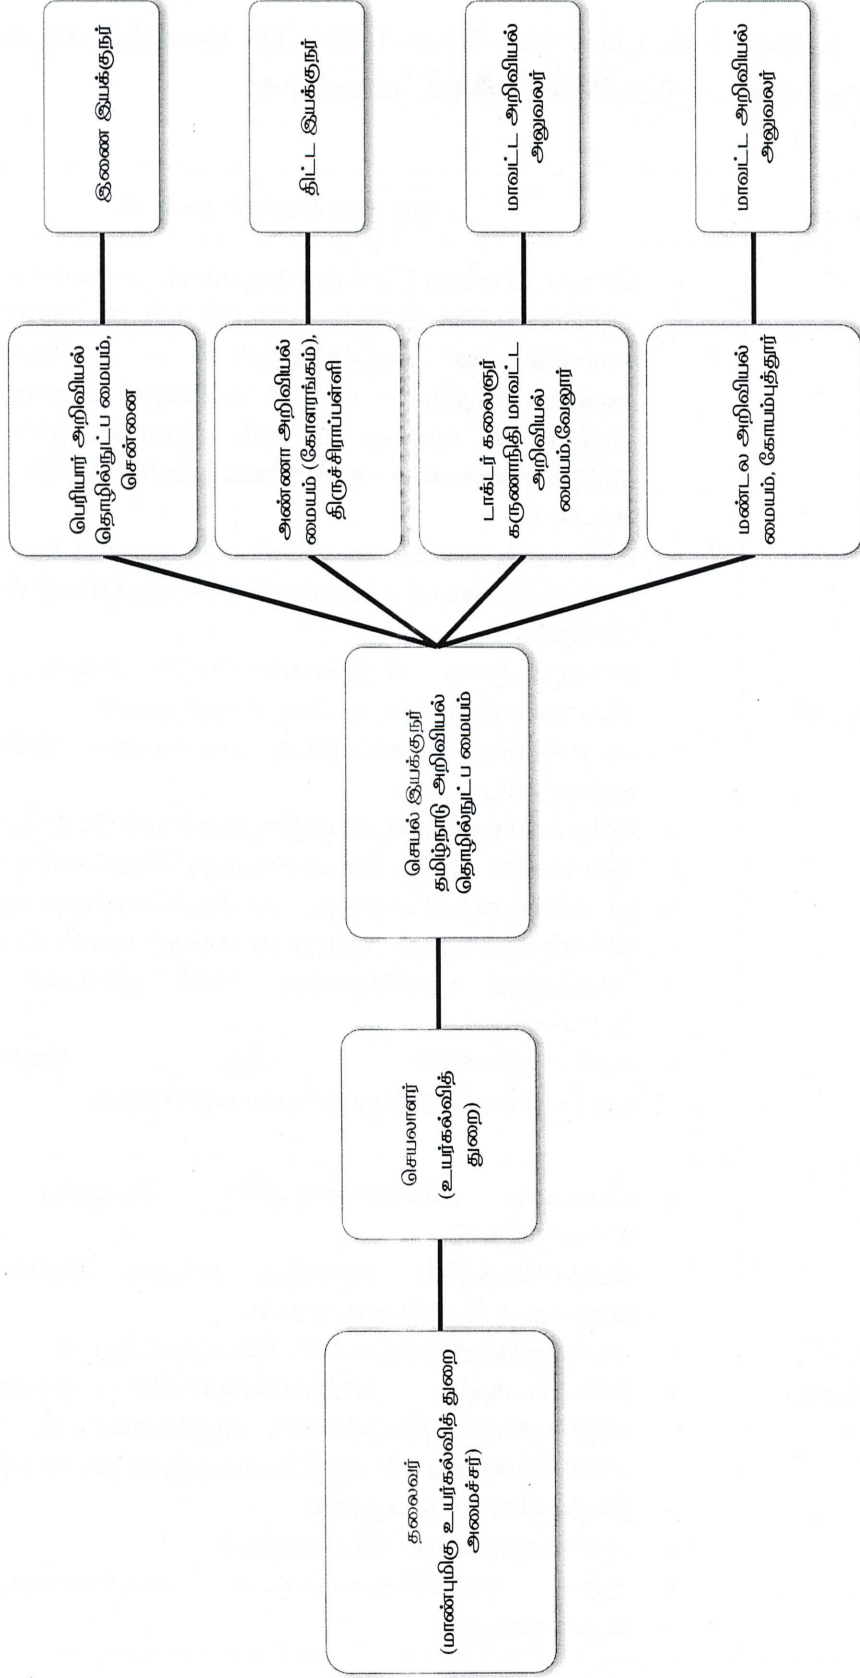 தலைவர்
(மாண்புமிகு உயர்கல்வித் துறை
அமைச்சர்)
செயலாளர்
(உயர்கல்வித்
துறை)
செயல் இயக்குநர்
தமிழ்நாடு அறிவியல்
தொழில்நுட்ப மையம்
பெரியார் அறிவியல்
தொழில்நுட்ப மையம்,
சென்னை
இணை இயக்குநர்
அண்ணா அறிவியல்
மையம் (கோளரங்கம்),
திருச்சிராப்பள்ளி
திட்ட இயக்குநர்
டாக்டர் கலைஞர்
கருணாநிதி மாவட்ட
அறிவியல்
மையம்,வேலூர்
மாவட்ட அறிவியல்
அலுவலர்
மண்டல அறிவியல்
மையம், கோயம்புத்தூர்
மாவட்ட அறிவியல்
அலுவலர்